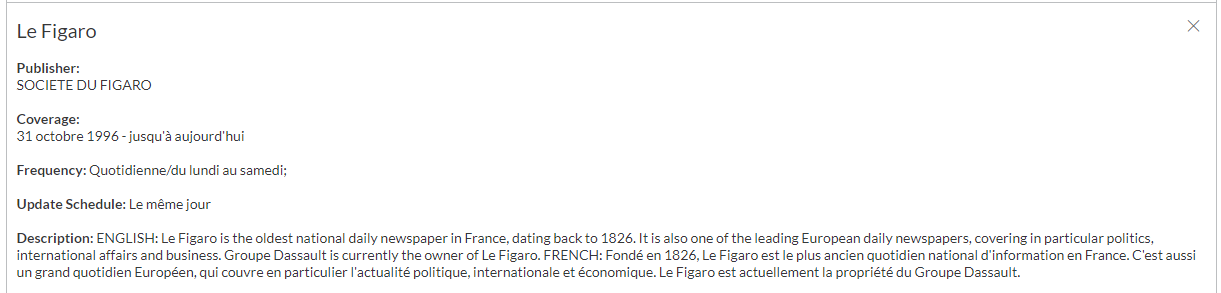 Le Figaro
Publisher:
SOCIETE DU FIGARO
Coverage:
31 octobre 1996 - jusqu'à aujourd'hui
Frequency: Quotidienne/du lundi au samedi;
Update Schedule: Le même jour
Description: ENGLISH: Le Figaro is the oldest national daily newspaper in France, dating back to 1826. It is also one of the leading European daily newspapers, covering in particular politics,
international affairs and business. Groupe Dassault is currently the owner of Le Figaro. FRENCH: Fondé en 1826, Le Figaro est le plus ancien quotidien national d'information en France. C'est aussi
un grand quotidien Européen, qui couvre en particulier l'actualité politique, internationale et économique. Le Figaro est actuellement la propriété du Groupe Dassault.